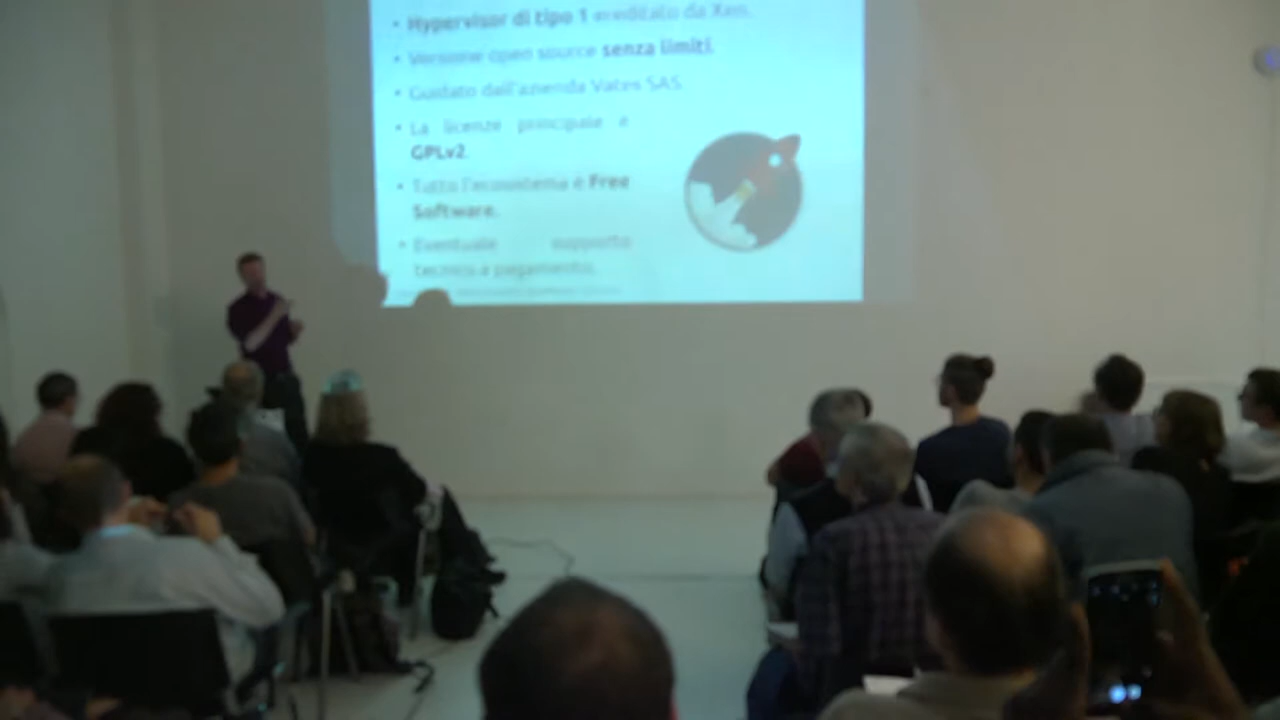 • Hypervisor di tipo 1 ereditato da Xen.
• Versione open source senza limiti.
• Guidato dall'azienda Vates SAS.
• La licenze principale è
GPLv2.
• Tutto l'ecosistema è Free
Software.
• Eventuale supporto
tecnico a pagamento.